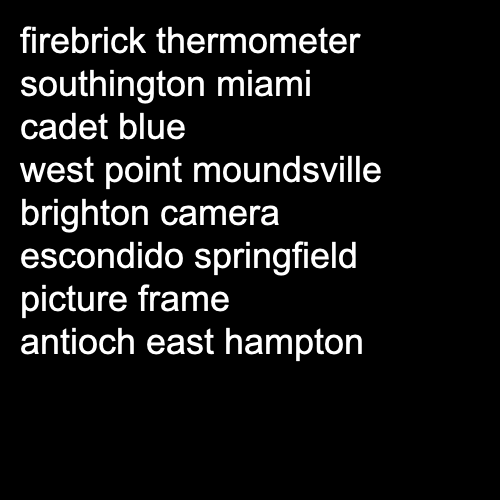 firebrick thermometer
southington miami
cadet blue
west point moundsville
brighton camera
escondido springfield
picture frame
antioch east hampton